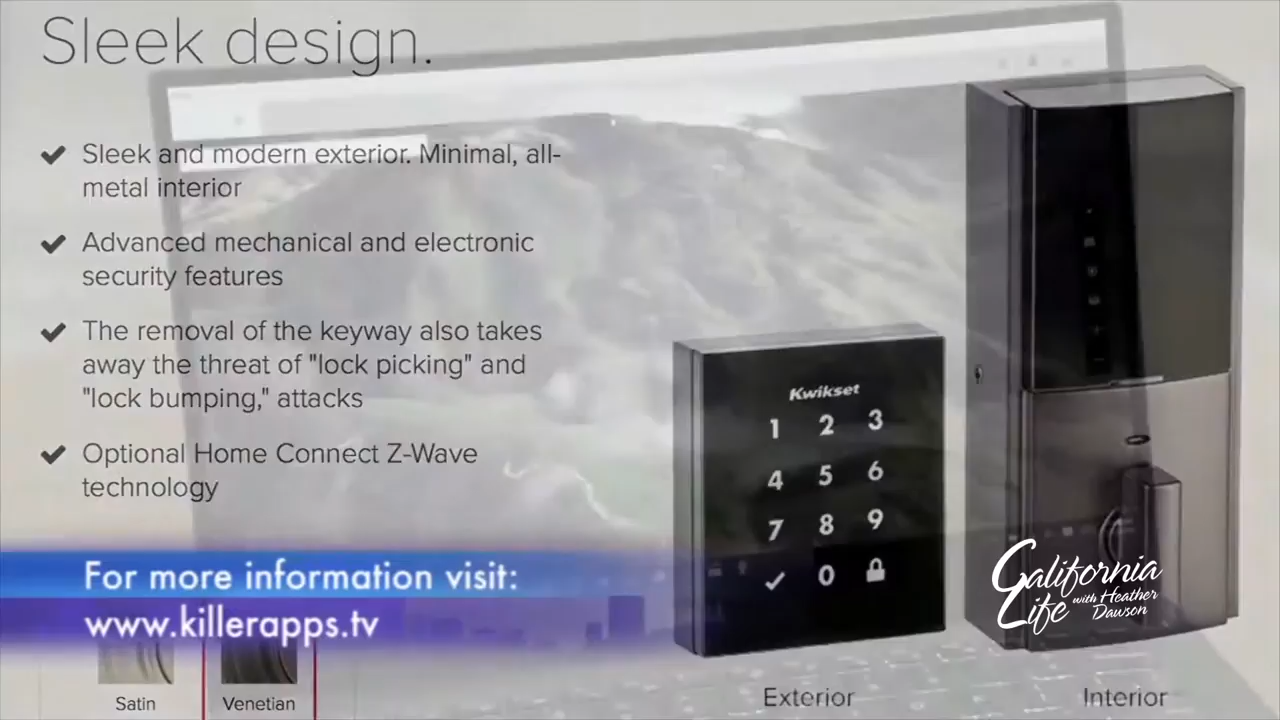 Sleek design.
Sleek and modern exterior. Minimal, all-
metal interior
Advanced mechanical and electronic
security features
The removal of the keyway also takes
away the threat of "lock picking" and
"lock bumping," attacks
Optional Home Connect Z-Wave
technology
For more information visit:
www.killerapps.tv
Satin
Venetian
Kwikset
1 2 3
4 5 6
7 8 9
0
Exterior
Interior
California
Life with Heather
Dawson